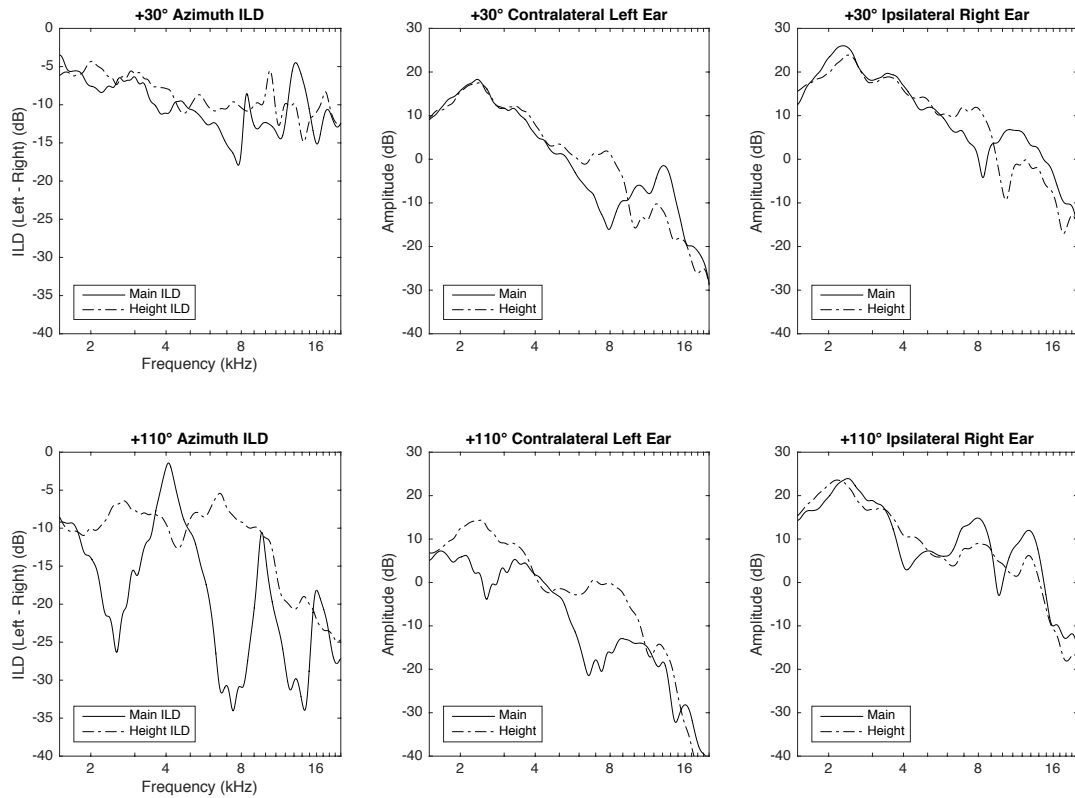 +30° Azimuth ILD
0
-5
-10
-15
-20
-25
-30
-35
-40
ILD (Left - Right) (dB)
Main ILD
Height ILD
2
4
8
16
Frequency (kHz)
+30° Contralateral Left Ear
30
20
10
0
-10
-20
-30
40
Amplitude (dB)
Main
Height
2
4
8
16
+30° Ipsilateral Right Ear
30
20
10
0
-10
-20
-30
40
Amplitude (dB)
Main
Height
2
4
8
16
+110° Azimuth ILD
0
-5
-10
-15
-20
-25
-30
-35
-40
ILD (Left - Right) (dB)
Main ILD
Height ILD
2
4
8
16
Frequency (kHz)
+110° Contralateral Left Ear
30
20
10
0
-10
-20
-30
40
Amplitude (dB)
Main
Height
2
4
8
16
+110° Ipsilateral Right Ear
30
20
10
0
-10
-20
-30
40
Amplitude (dB)
Main
Height
2
4
8
16